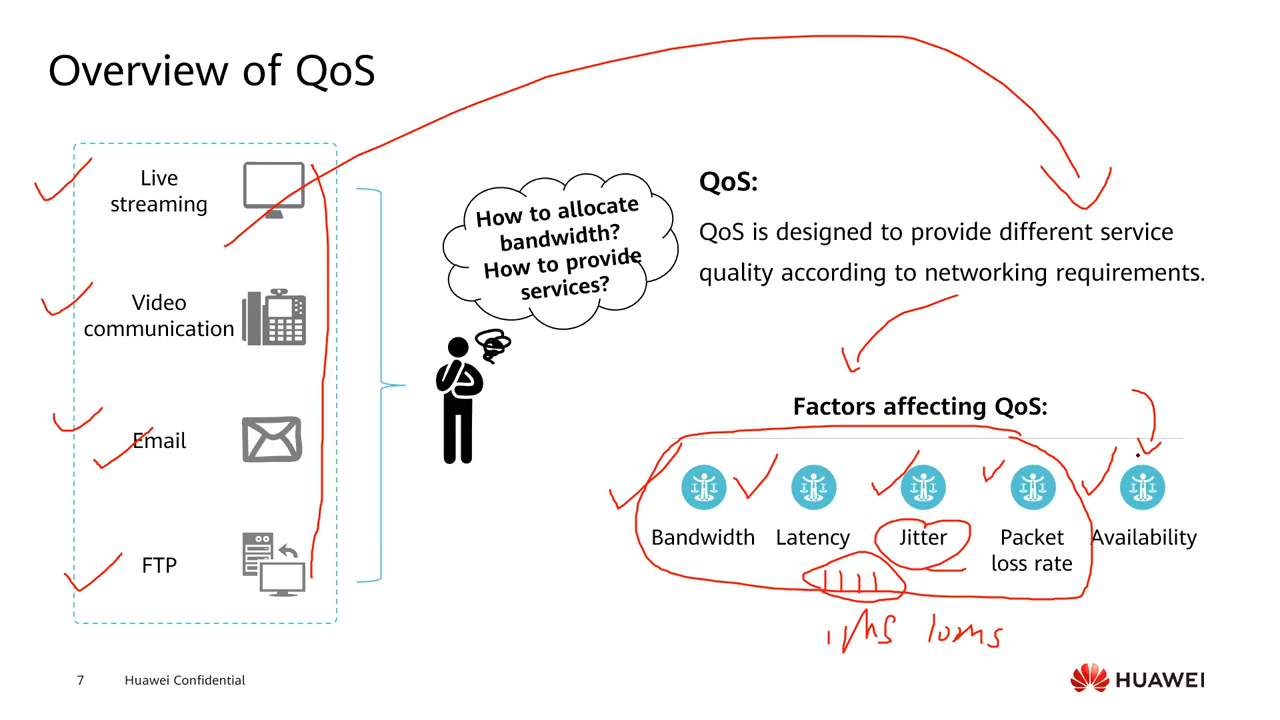 Overview of QoS
Live
streaming
Video
communication
Email
FTP
How to allocate
bandwidth?
How to provide
services?
QoS:
QoS is designed to provide different service
quality according to networking requirements.
Factors affecting QoS:
Bandwidth
Latency
Jitter
Packet
loss rate
Availability
10ms
7
Huawei Confidential
HUAWEI